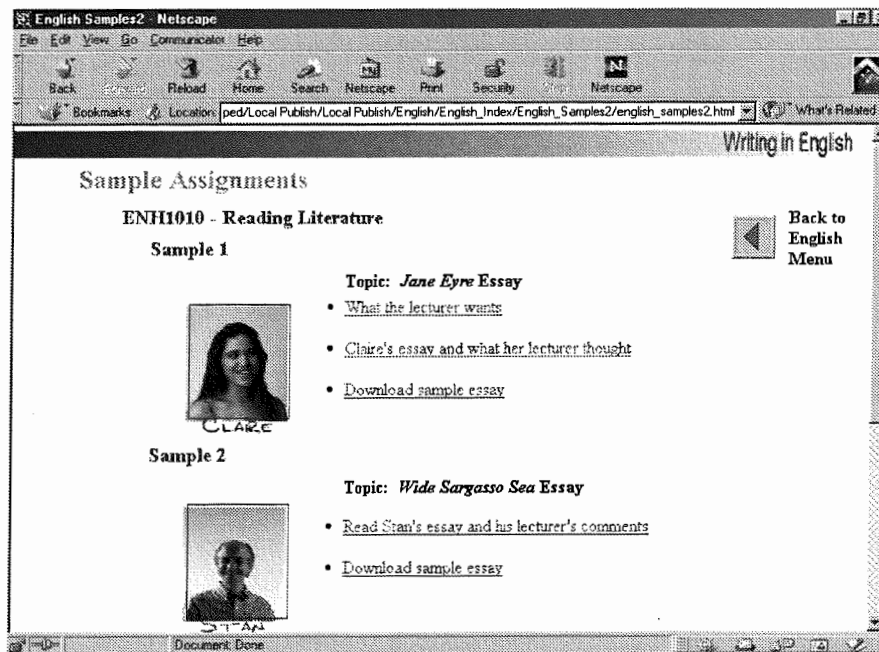 English Samples2 - Netscape
File Edit View Go Communicator Help
Back Reload Home Search Netscape Print Security Stop Netscape
Bookmarks Location: ped/Local Publish/Local Publish/English/English_Index/English_Samples2/english_samples2.html What's Related
Writing in English
Sample Assignments
ENH1010 - Reading Literature
Back to
English
Menu
Sample 1
Topic: Jane Eyre Essay
• What the lecturer wants
• Claire's essay and what her lecturer thought
• Download sample essay
CLARE
Sample 2
Topic: Wide Sargasso Sea Essay
• Read Stan's essay and his lecturer's comments
• Download sample essay
STAN
Document: Done